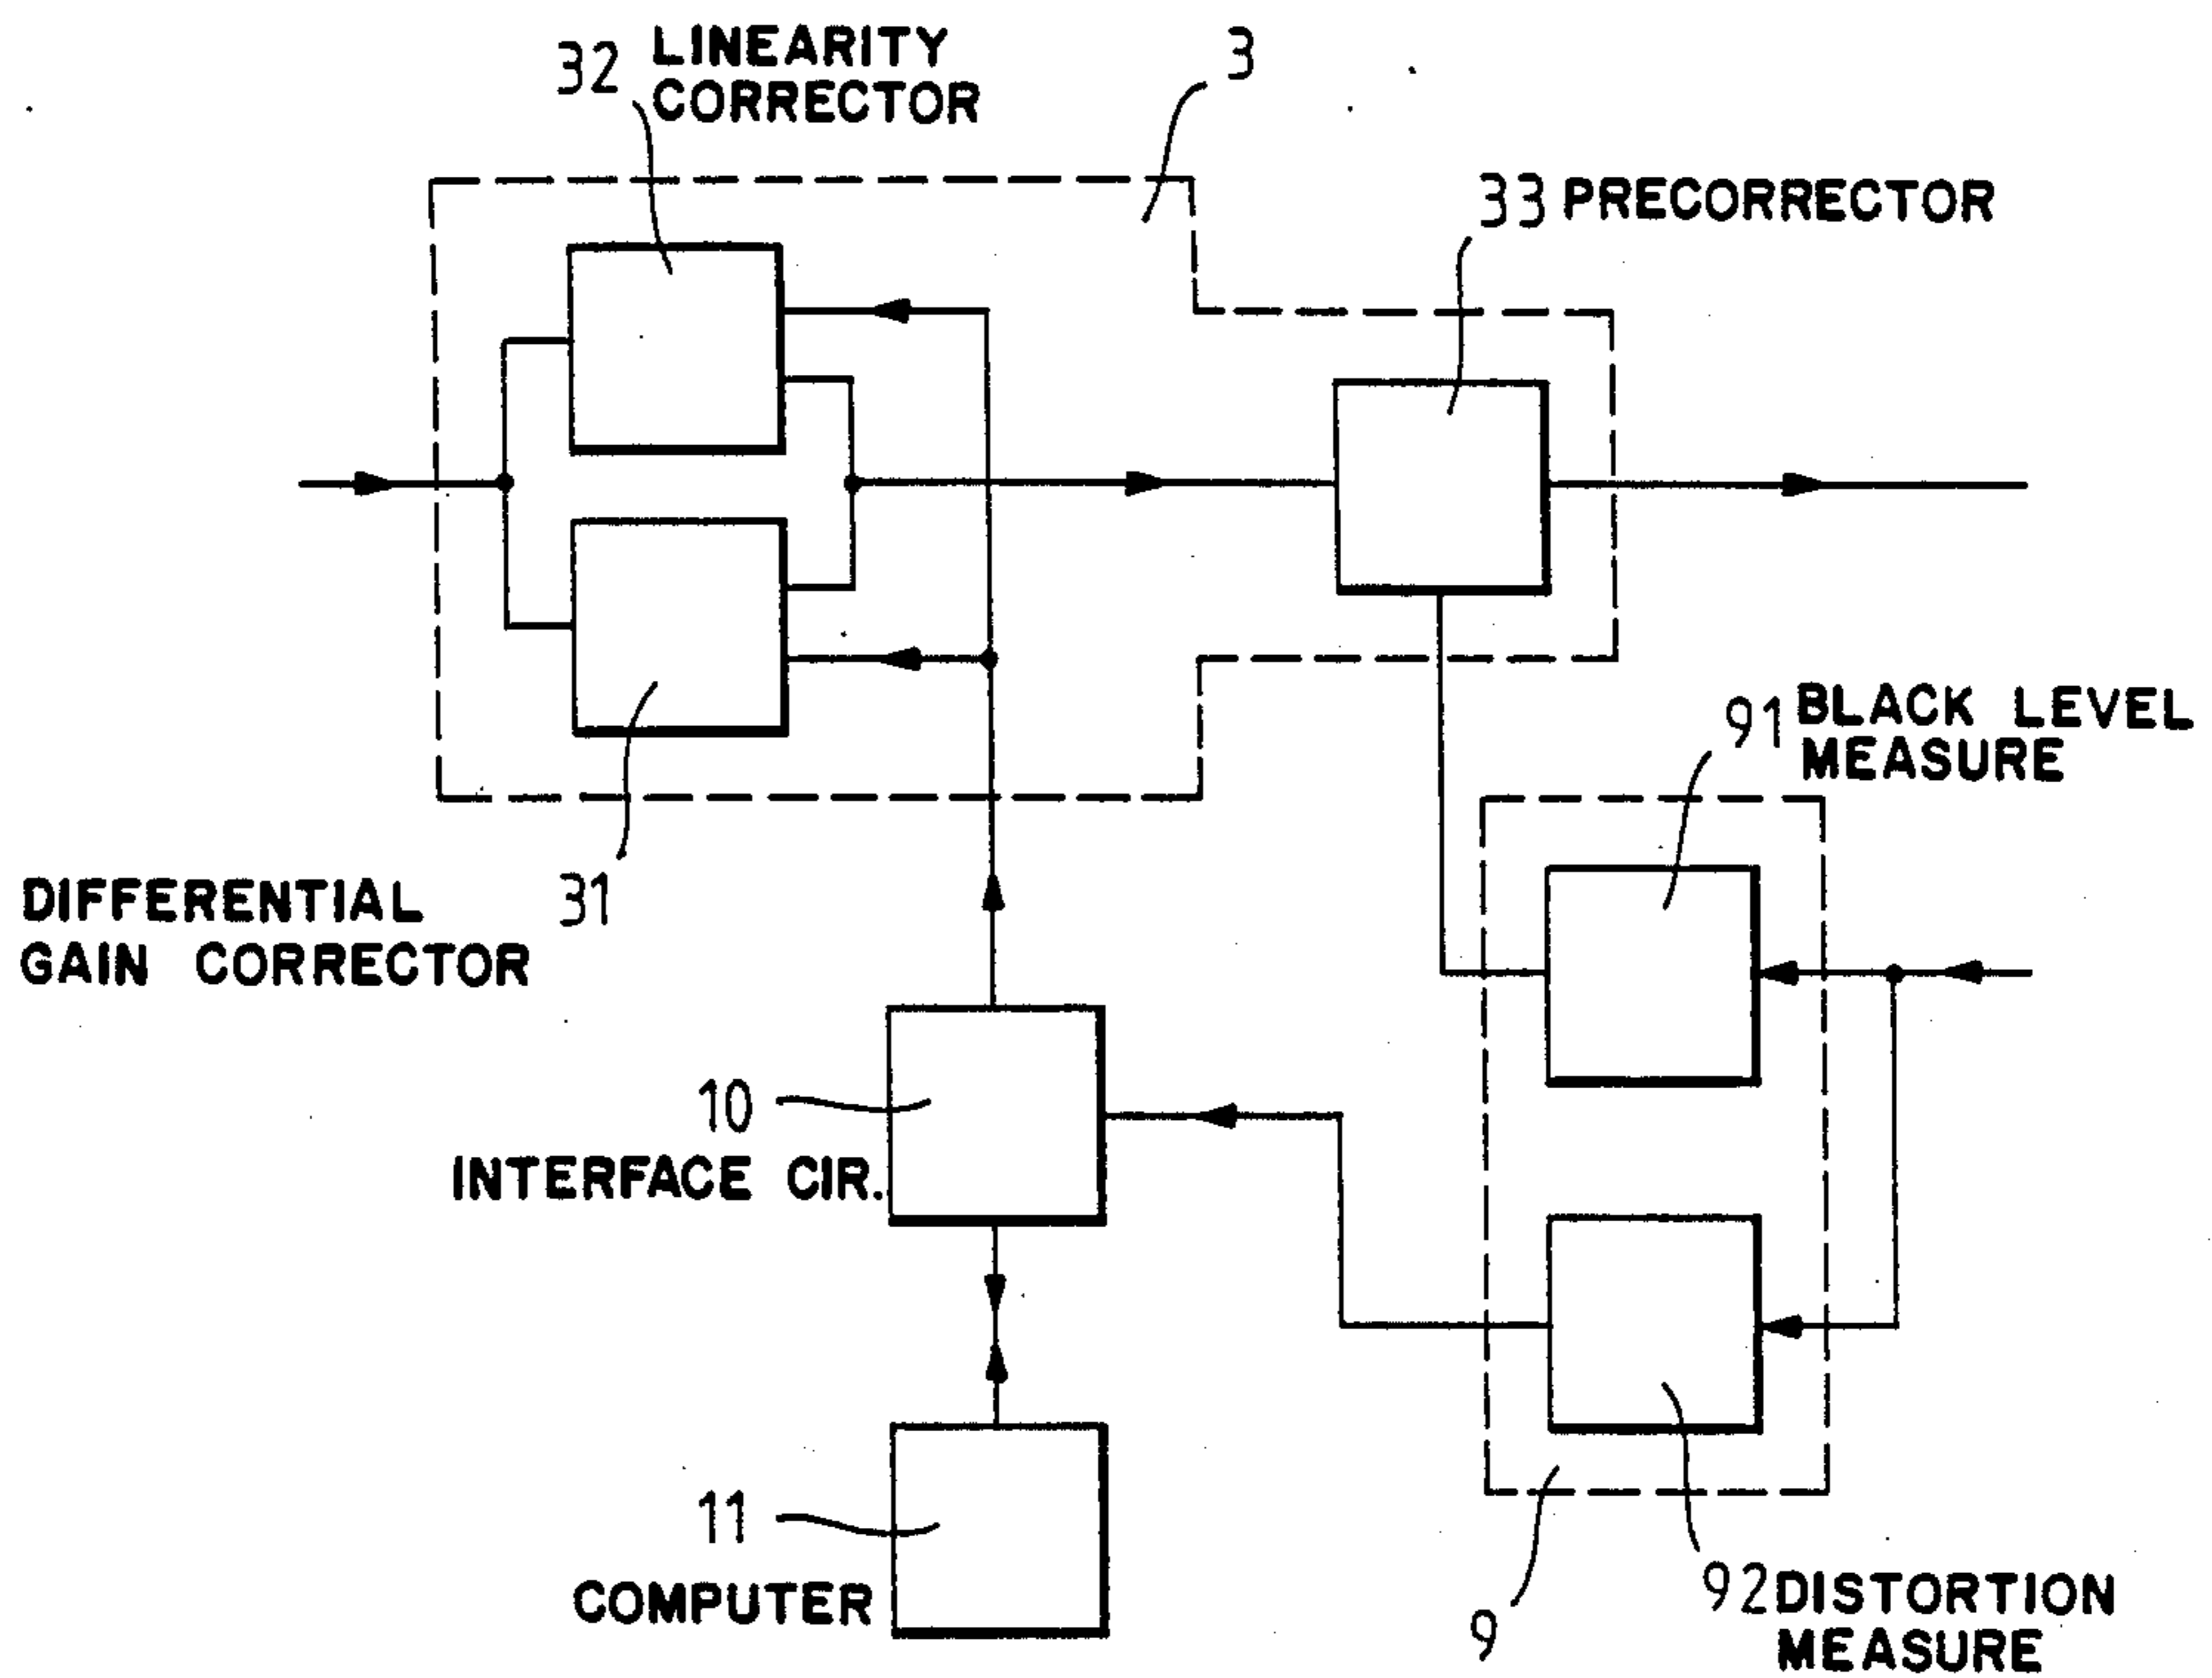 32 LINEARITY
CORRECTOR
3
33 PRECORRECTOR
91 BLACK LEVEL
MEASURE
DIFFERENTIAL
GAIN CORRECTOR
31
10
INTERFACE CIR.
11
COMPUTER
9
92 DISTORTION
MEASURE